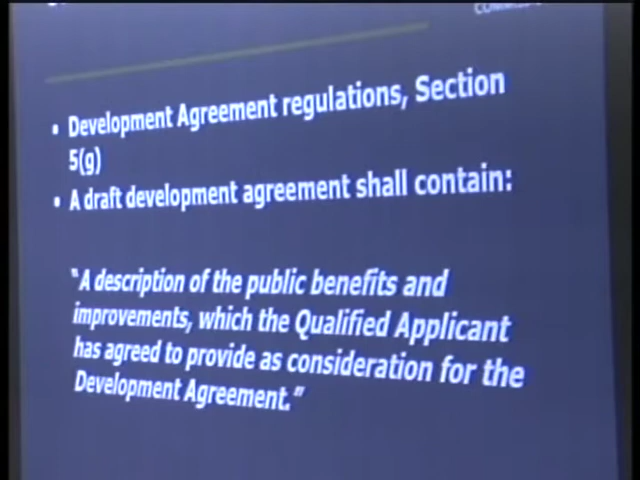 • Development Agreement regulations, Section
5(g)
• A draft development agreement shall contain:
“A description of the public benefits and
improvements, which the Qualified Applicant
has agreed to provide as consideration for the
Development Agreement.”